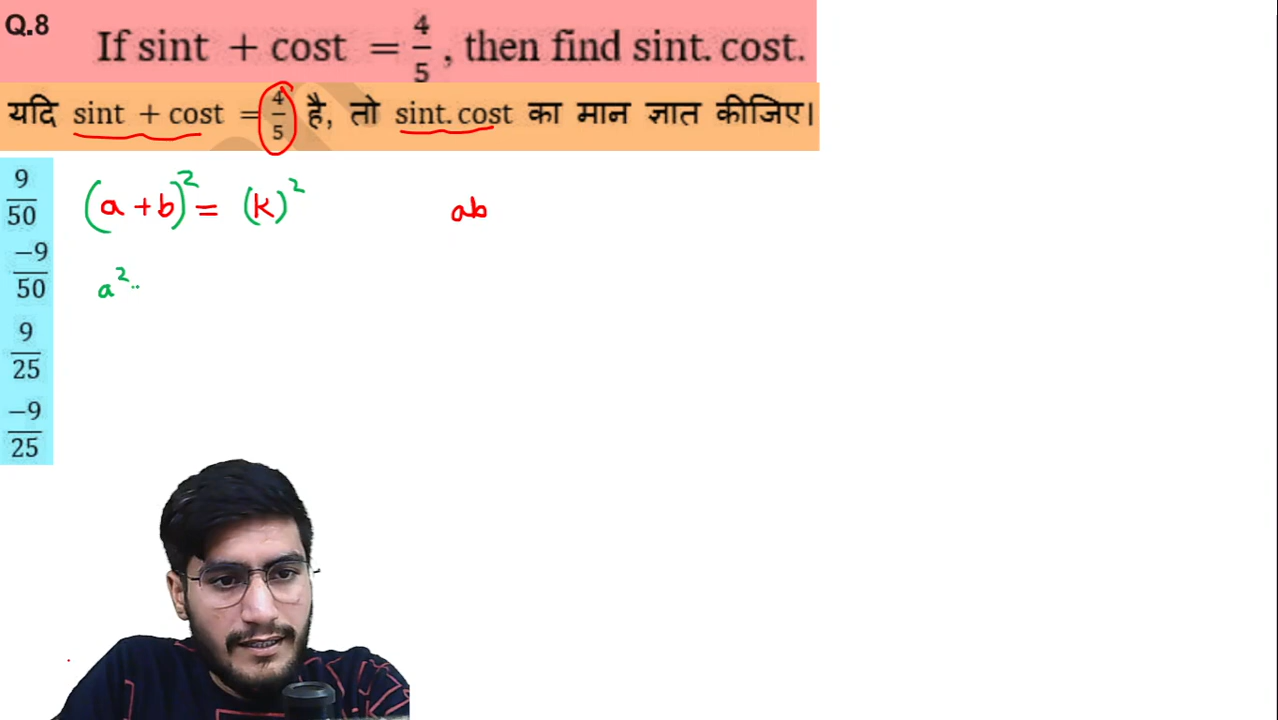 Q.8 If sint + cost = 4/5, then find sint. cost.
यदि sint + cost = 4/5 है, तो sint. cost का मान ज्ञात कीजिए।
9/50
(a + b)² = (k)² ab
-9/50
a²..
9/25
-9/25